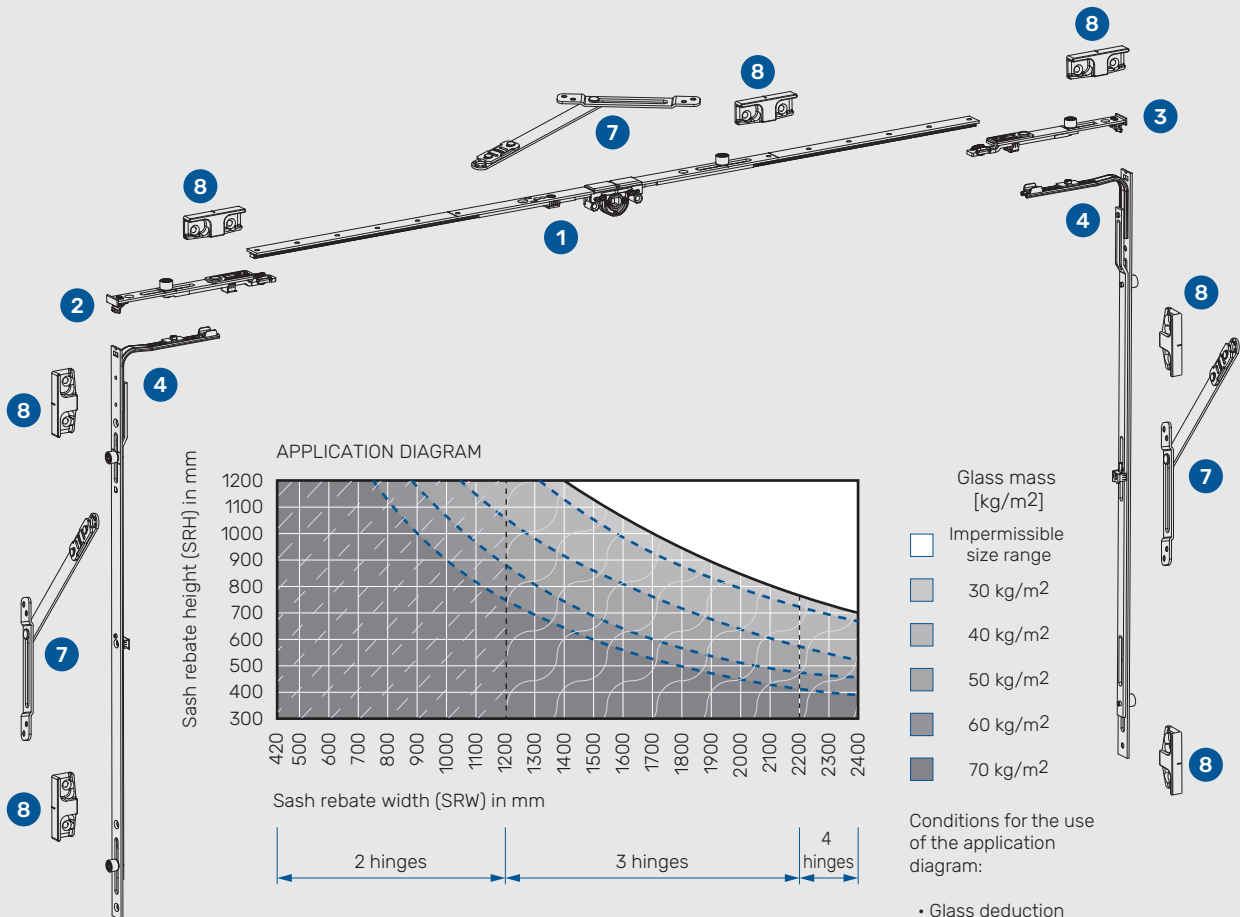 8
8
3
7
8
1
4
2
8
4
8
7
7
8
8
APPLICATION DIAGRAM
Sash rebate height (SRH) in mm
1200
1000
900
800
700
600
500
400
300
420 500 600 700 800 900 1000 1100 1200 1300 1400 1500 1600 1700 1800 1900 2000 2100 2200 2300 2400
Sash rebate width (SRW) in mm
2 hinges
3 hinges
4
hinges
Glass mass
[kg/m2]
Impermissible
size range
30 kg/m2
40 kg/m2
50 kg/m2
60 kg/m2
70 kg/m2
Conditions for the use
of the application
diagram:
• Glass deduction